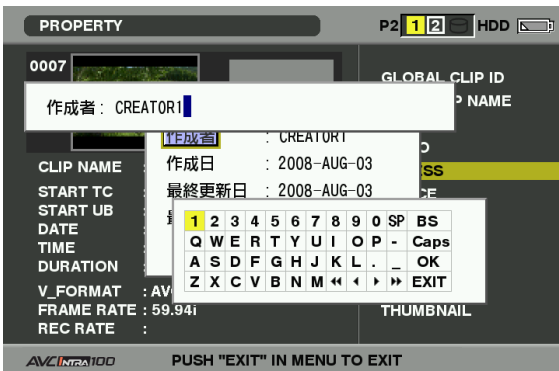 PROPERTY
P2 1 2 HDD
0007
GLOBAL CLIP ID
P NAME
作成者: CREATOR1
作成者 : CREATOR1
CLIP NAME :
作成日 : 2008-AUG-03
SS
START TC
最終更新日 : 2008-AUG-03
START UB
DATE
TIME
DURATION
1 2 3 4 5 6 7 8 9 0 SP BS
Q W E R T Y U I O P - Caps
A S D F G H J K L . _ OK
Z X C V B N M ◀◀ ◀ ▶ ▶▶ EXIT
V_FORMAT : AV
FRAME RATE : 59.94i
THUMBNAIL
REC RATE :
AVC INTRA 100
PUSH "EXIT" IN MENU TO EXIT